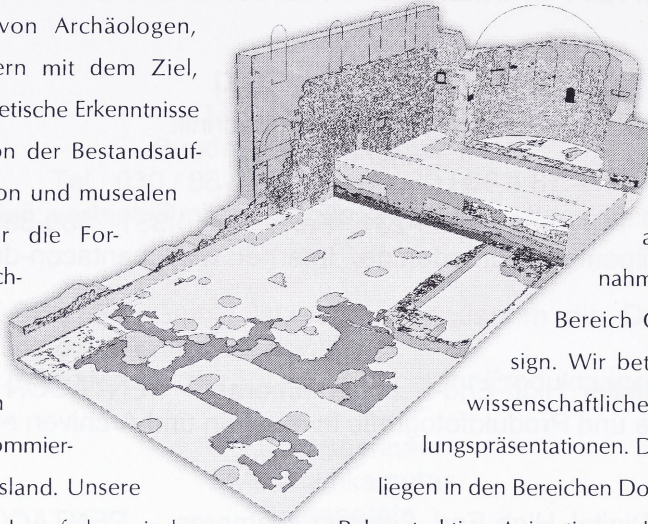 von Archäologen,
ern mit dem Ziel,
etische Erkenntnisse
on der Bestandsauf-
on und musealen
r die For-
ch-
n
ommier-
sland. Unsere
a
nahm
Bereich
sign. Wir bet
wissenschaftliche
lungspräsentationen. D
liegen in den Bereichen Do